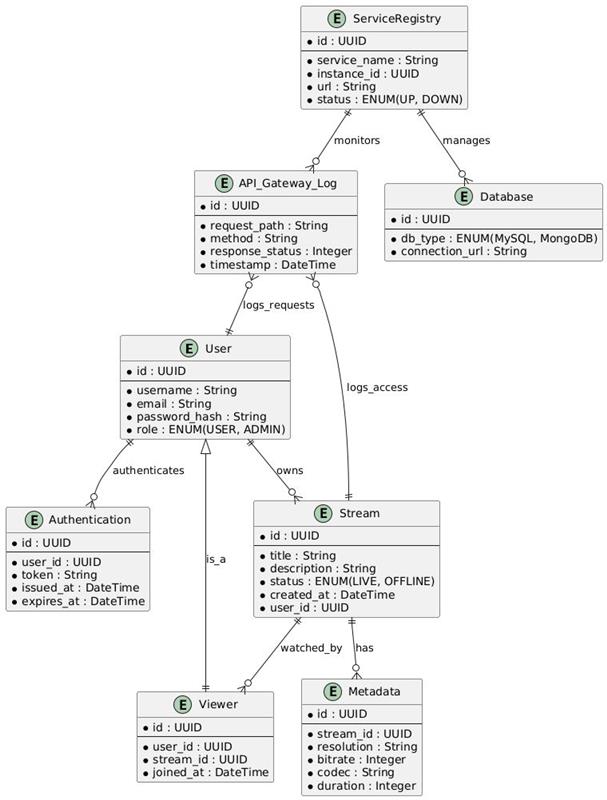 E ServiceRegistry
• id : UUID
• service_name : String
• instance_id : UUID
• url : String
• status : ENUM(UP, DOWN)
monitors
manages
E API_Gateway_Log
• id : UUID
• request_path : String
• method : String
• response_status : Integer
• timestamp : DateTime
E Database
• id : UUID
• db_type : ENUM(MySQL, MongoDB)
• connection_url : String
logs_requests
E User
• id : UUID
• username : String
• email : String
• password_hash : String
• role : ENUM(USER, ADMIN)
logs_access
authenticates
owns
E Authentication
• id : UUID
• user_id : UUID
• token : String
• issued_at : DateTime
• expires_at : DateTime
is_a
E Stream
• id : UUID
• title : String
• description : String
• status : ENUM(LIVE, OFFLINE)
• created_at : DateTime
• user_id : UUID
watched_by
has
E Viewer
• id : UUID
• user_id : UUID
• stream_id : UUID
• joined_at : DateTime
E Metadata
• id : UUID
• stream_id : UUID
• resolution : String
• bitrate : Integer
• codec : String
• duration : Integer